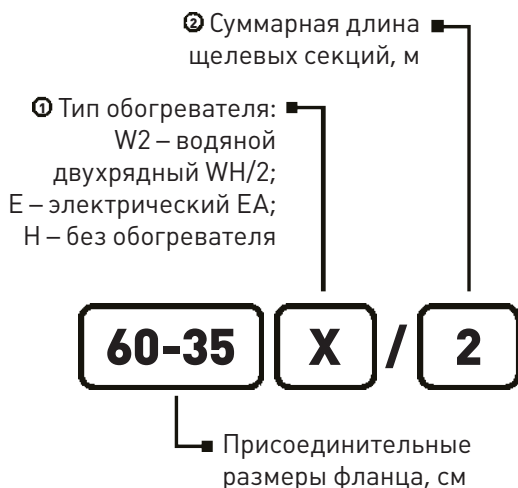 ② Суммарная длина
щелевых секций, м
① Тип обогревателя:
W2 – водяной
двухрядный WH/2;
E – электрический EA;
H – без обогревателя
60-35 X / 2
Присоединительные
размеры фланца, см